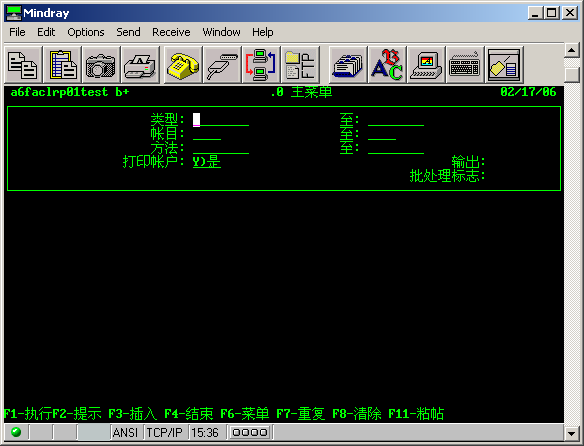 Mindray
File Edit Options Send Receive Window Help
a6faclrp01test b+ .0 主菜单 02/17/06
类型: 至:
帐目: 至:
方法: 至:
打印帐户: Y)是 输出:
批处理标志:
F1-执行F2-提示 F3-插入 F4-结束 F6-菜单 F7-重复 F8-清除 F11-粘帖
ANSI TCP/IP 15:36